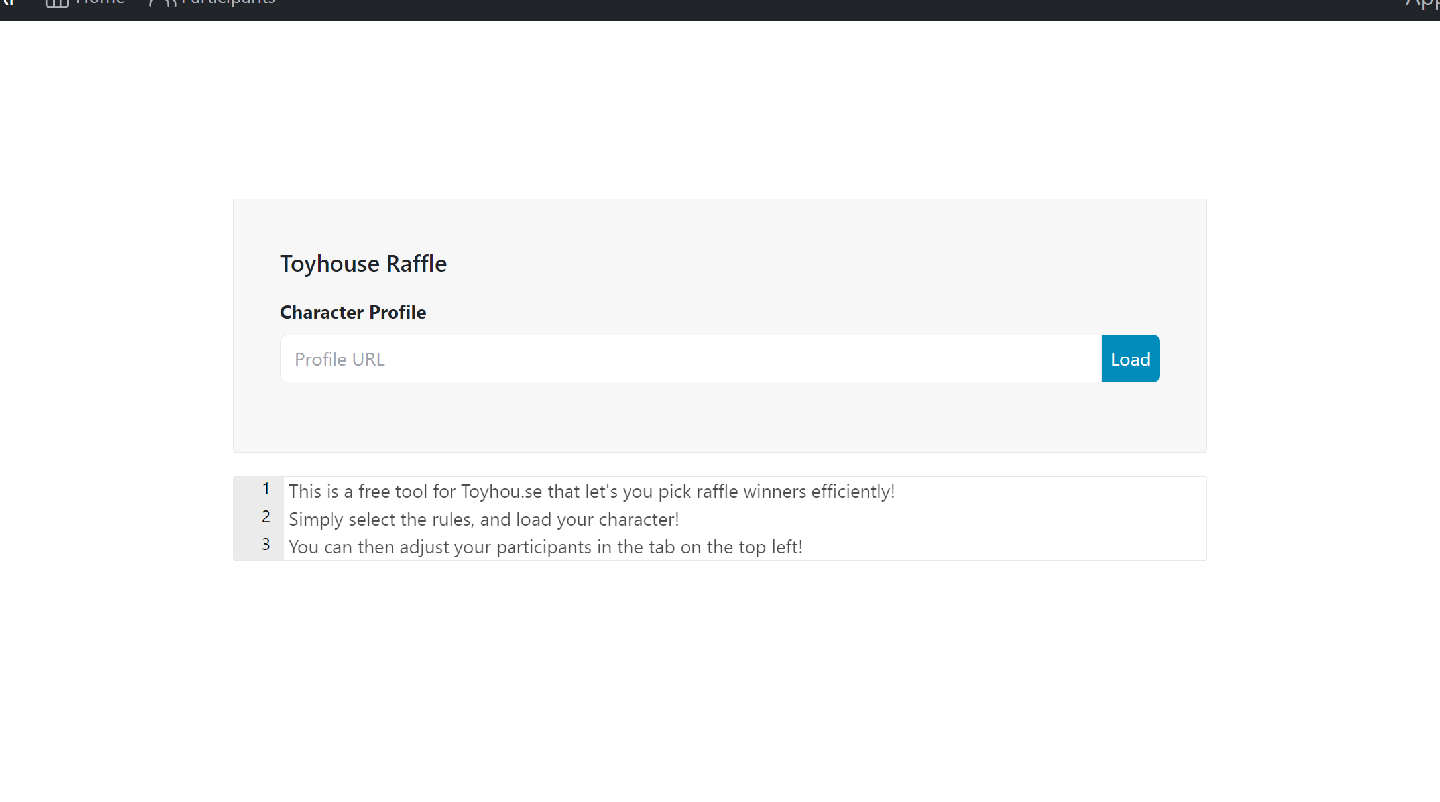 Home Participants
Toyhouse Raffle
Character Profile
Profile URL
Load
1 This is a free tool for Toyhou.se that let's you pick raffle winners efficiently!
2 Simply select the rules, and load your character!
3 You can then adjust your participants in the tab on the top left!